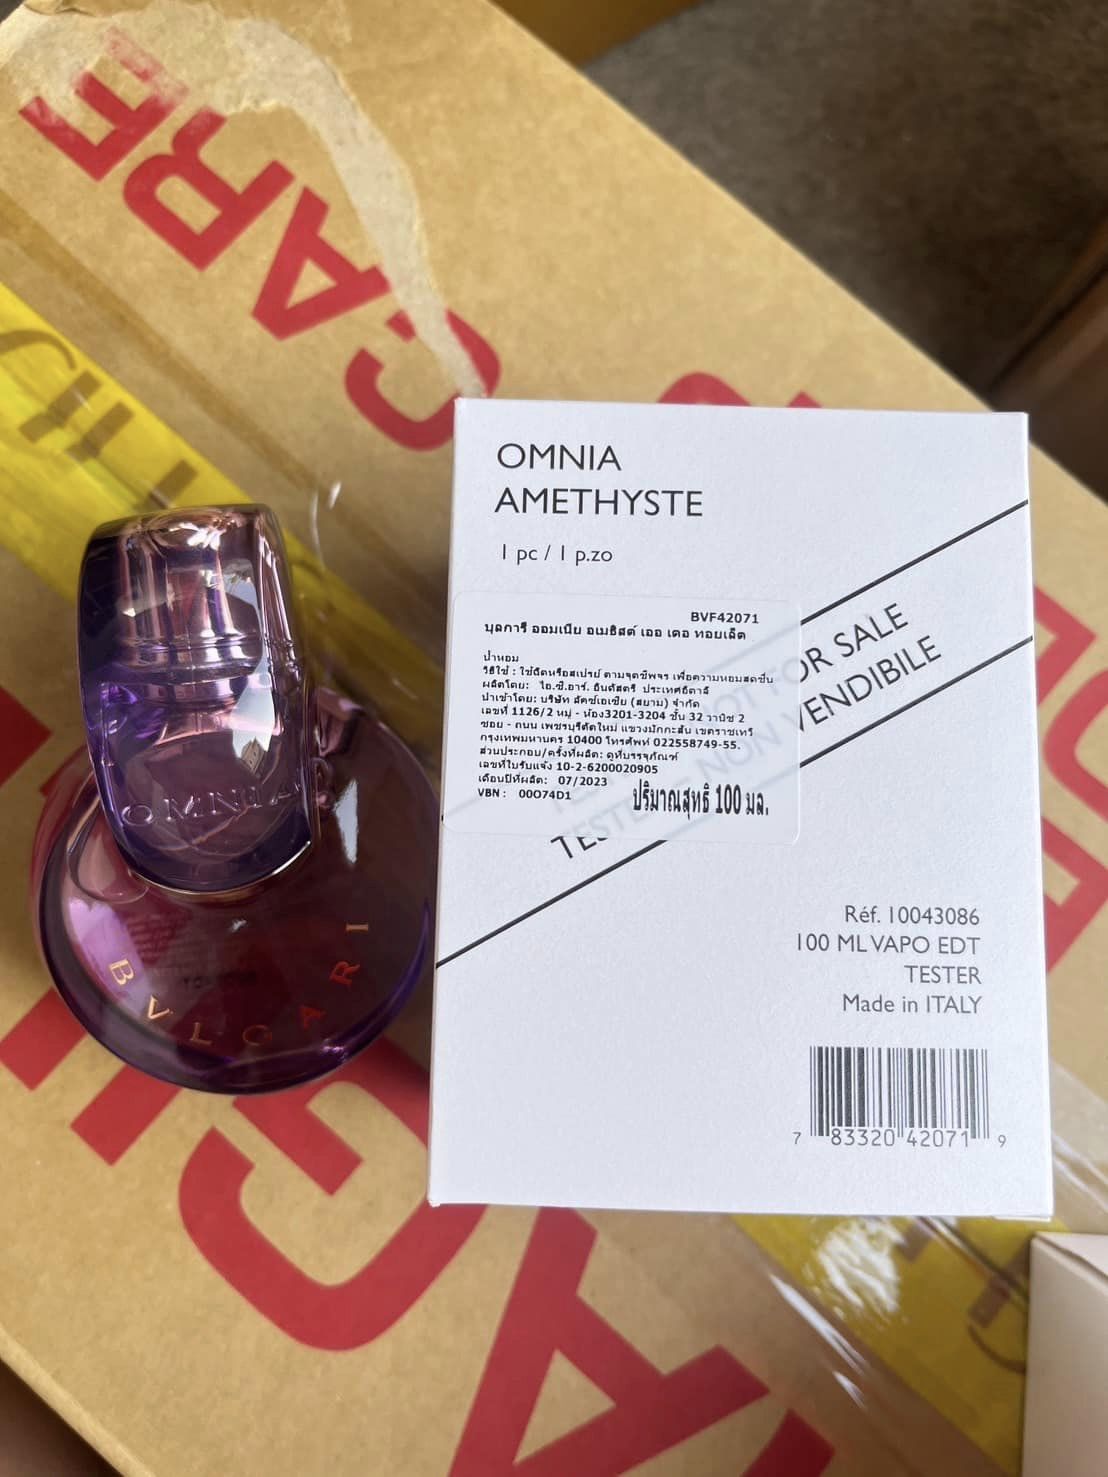 CARE
OMNIA
AMETHYSTE
1 pc / 1 p.zo
BVF42071
บุลการี ออมเนีย อเมธิสต์ เออ เดอ ทอยเล็ต
น้ำหอม
วิธีใช้ : ใช้ฉีดหรือสเปรย์ ตามจุดชีพจร เพื่อความหอมสดชื่น
ผลิตโดย: ไอ.ซี.อาร์. อินดัสตรี ประเทศอิตาลี
นำเข้าโดย: บริษัท ลักซ์เอเชีย (สยาม) จำกัด
เลขที่ 1126/2 หมู่ - ห้อง3201-3204 ชั้น 32 วานิช 2
ซอย - ถนน เพชรบุรีตัดใหม่ แขวงมักกะสัน เขตราชเทวี
กรุงเทพมหานคร 10400 โทรศัพท์ 022558749-55.
ส่วนประกอบ/ครั้งที่ผลิต: ดูที่บรรจุภัณฑ์
เลขที่ใบรับแจ้ง 10-2-6200020905
เดือนปีที่ผลิต: 07/2023
VBN : 00O74D1
ปริมาณสุทธิ 100 มล.
NOT FOR SALE
TESTER NON VENDIBILE
Réf. 10043086
100 ML VAPO EDT
TESTER
Made in ITALY
7 83320 42071 9
OMNIA
BVLGARI